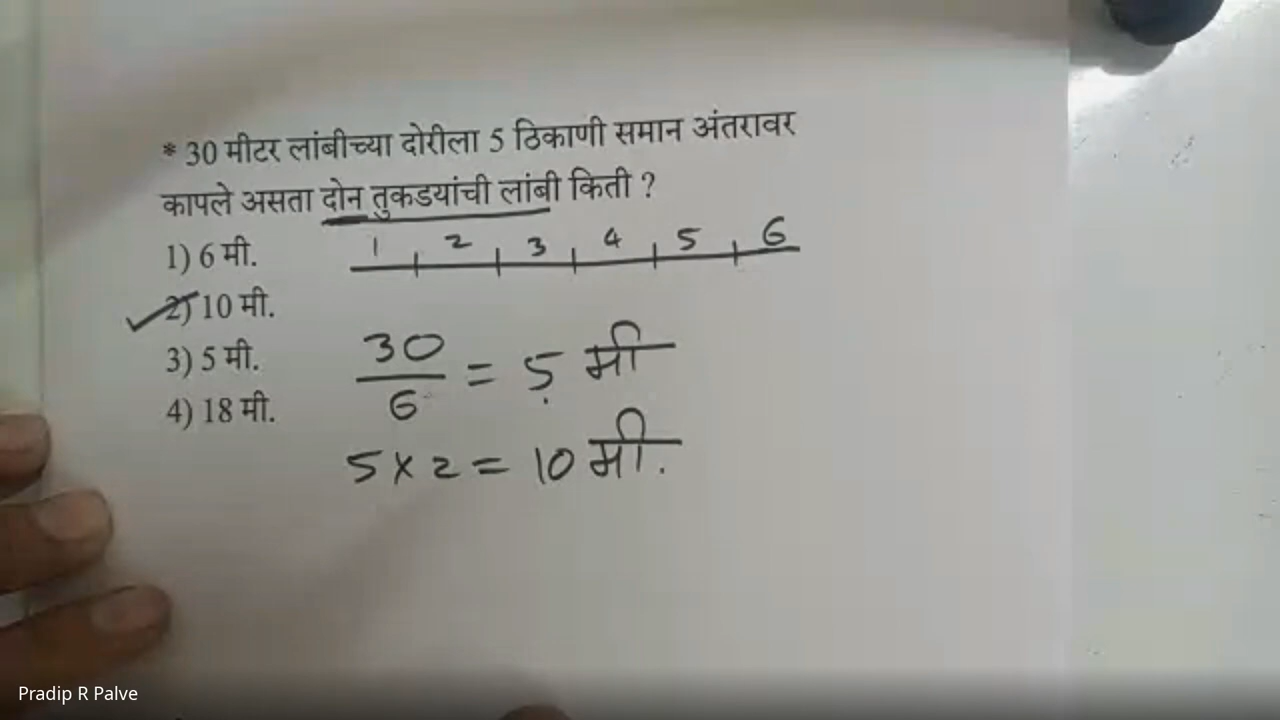 * 30 मीटर लांबीच्या दोरीला 5 ठिकाणी समान अंतरावर
कापले असता दोन तुकडयांची लांबी किती ?
1) 6 मी.
1 2 3 4 5 6
2) 10 मी.
3) 5 मी.
4) 18 मी.
30
6
= 5 मी
5 x 2 = 10 मी.
Pradip R Palve